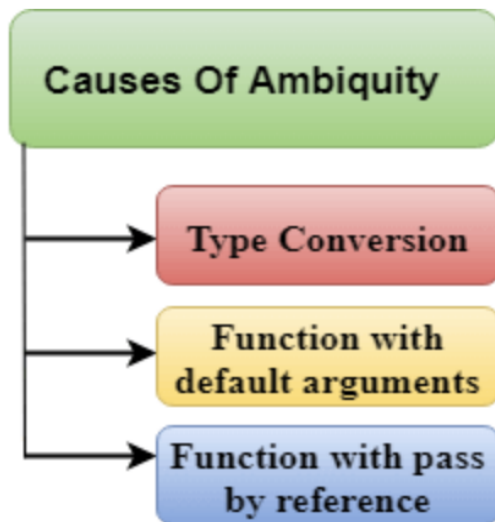 Causes Of Ambiquity
Type Conversion
Function with
default arguments
Function with pass
by reference